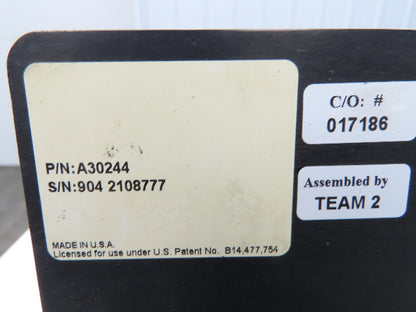 P/N:A30244
S/N:904 2108777
MADE IN U.S.A.
Licensed for use under U.S. Patent No. B14,477,754
C/O: #
017186
Assembled by
TEAM 2